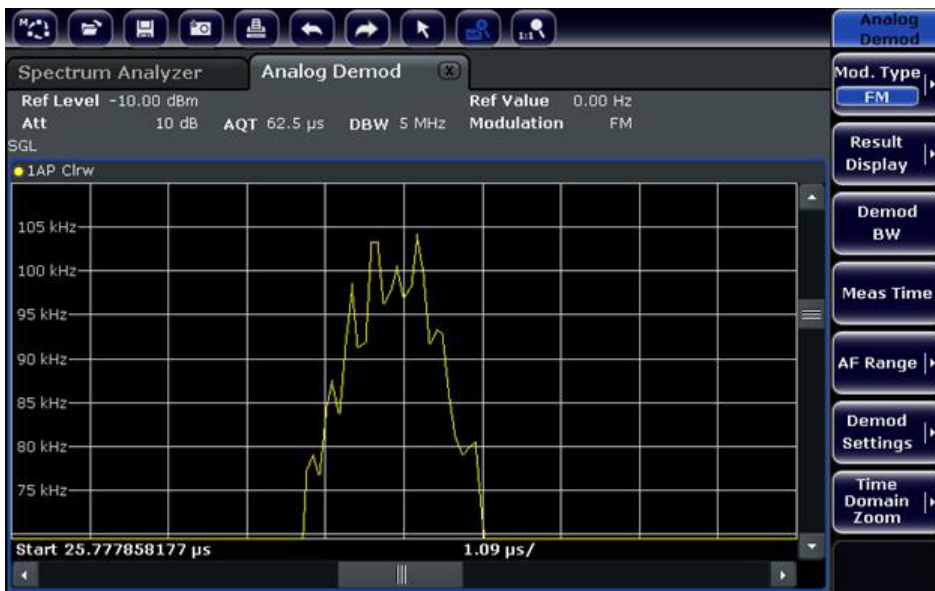 Analog
Demod
Spectrum Analyzer
Analog Demod X
Ref Level -10.00 dBm
Ref Value 0.00 Hz
Att 10 dB AQT 62.5 µs DBW 5 MHz Modulation FM
SGL
1AP Clrw
105 kHz
100 kHz
95 kHz
90 kHz
85 kHz
80 kHz
75 kHz
Start 25.777858177 µs
1.09 µs/
M
1:1
Mod. Type
FM
Result
Display
Demod
BW
Meas Time
AF Range
Demod
Settings
Time
Domain
Zoom